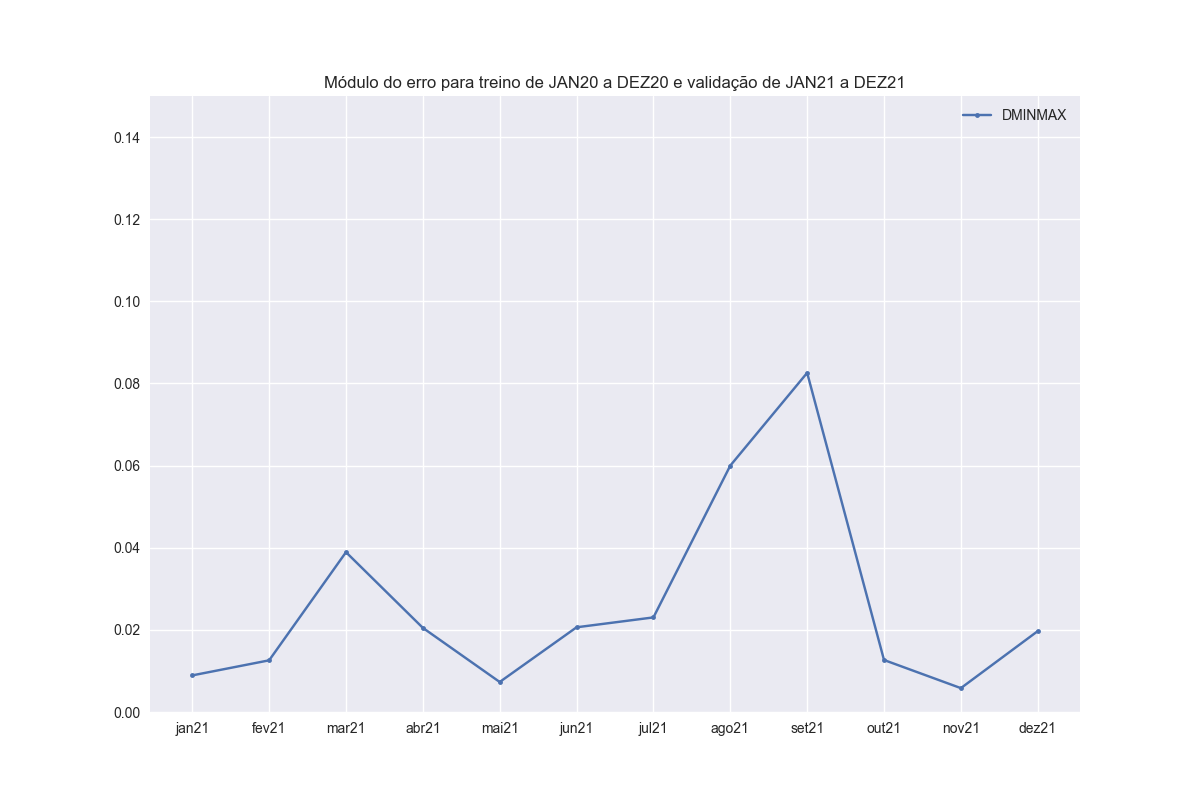 Módulo do erro para treino de JAN20 a DEZ20 e validação de JAN21 a DEZ21
DMINMAX
0.14
0.12
0.10
0.08
0.06
0.04
0.02
0.00
jan21 fev21 mar21 abr21 mai21 jun21 jul21 ago21 set21 out21 nov21 dez21